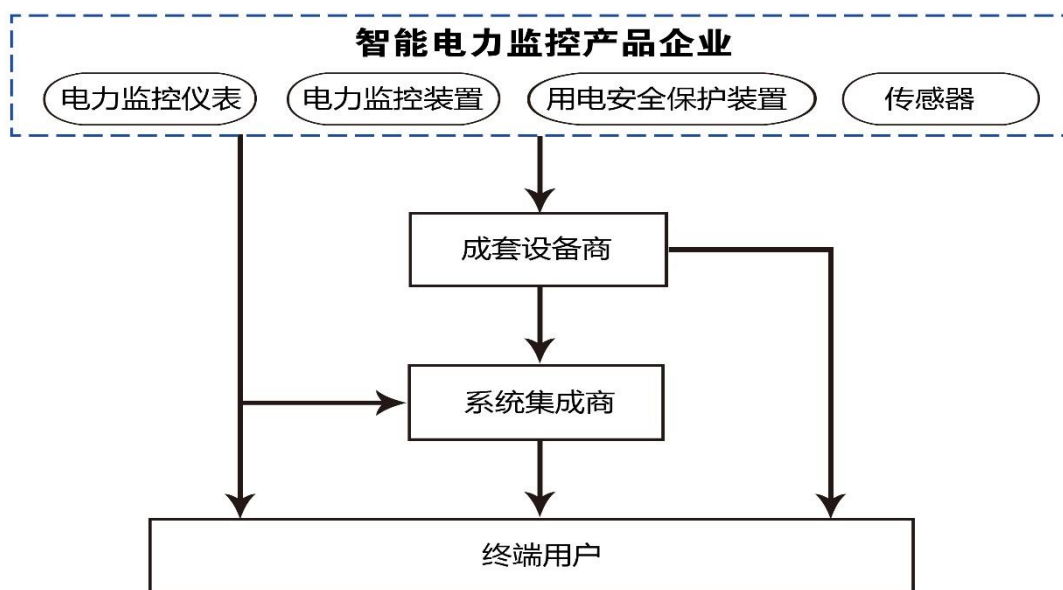 智能电力监控产品企业
电力监控仪表 电力监控装置 用电安全保护装置 传感器
成套设备商
系统集成商
终端用户